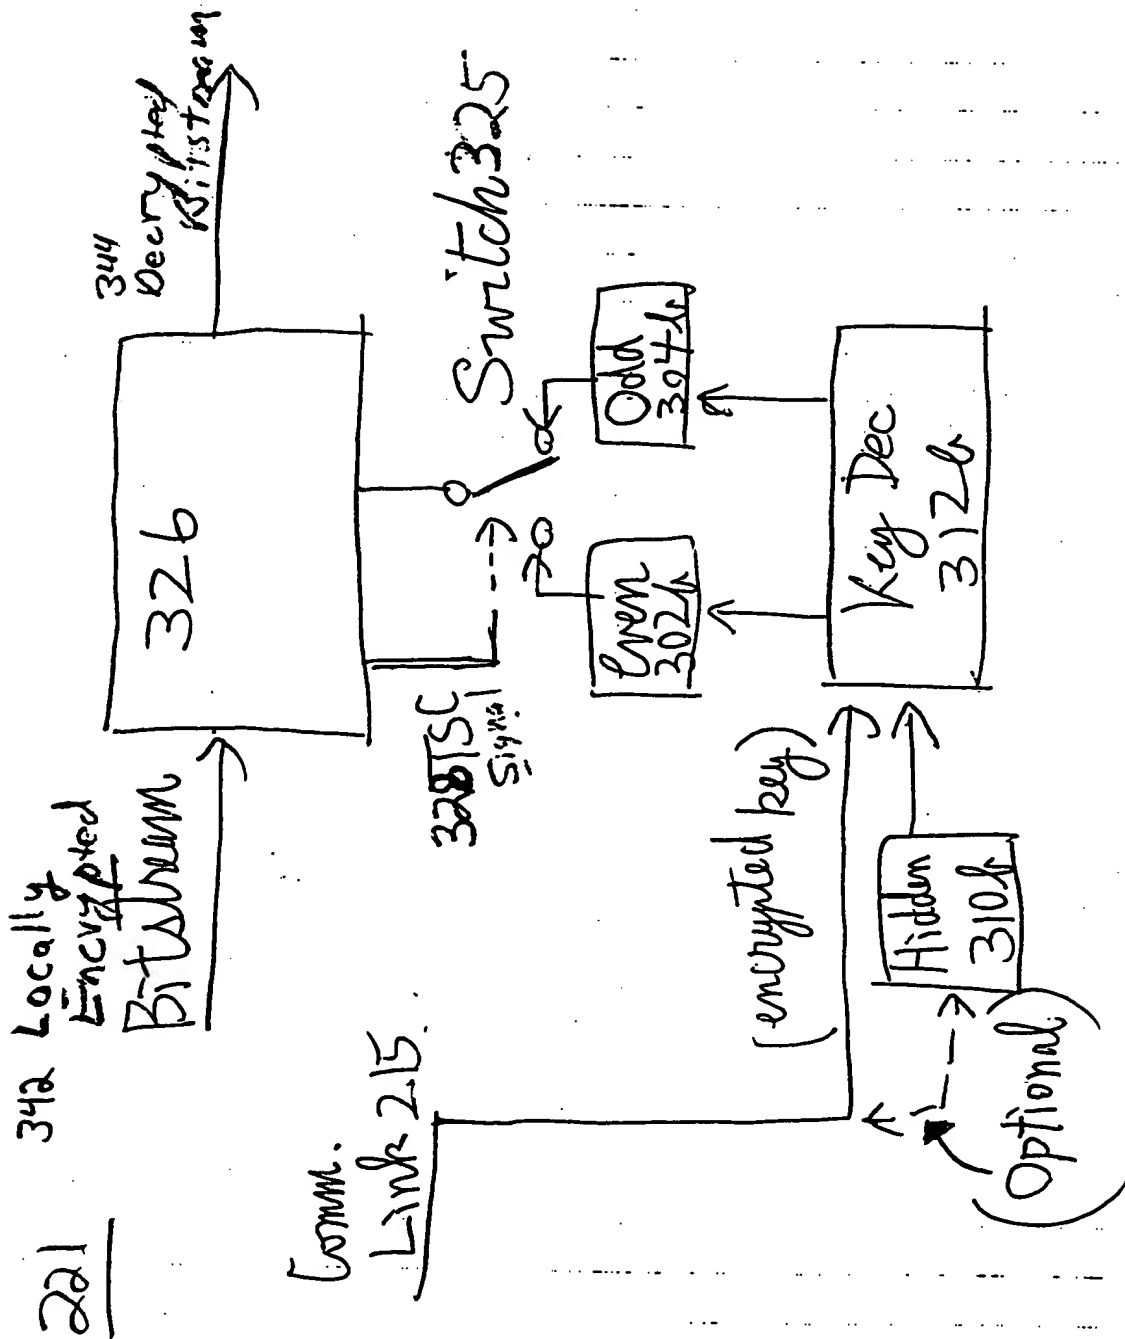 221
342 Locally
Encrypted
Bitstream
344
Decrypted
Bitstream
326
328 TSC
Signal
Switch 325
Even
302b
Odd
304b
Comm.
Link 215.
(encrypted key)
Key Dec
312b
Hidden
310b
(Optional)